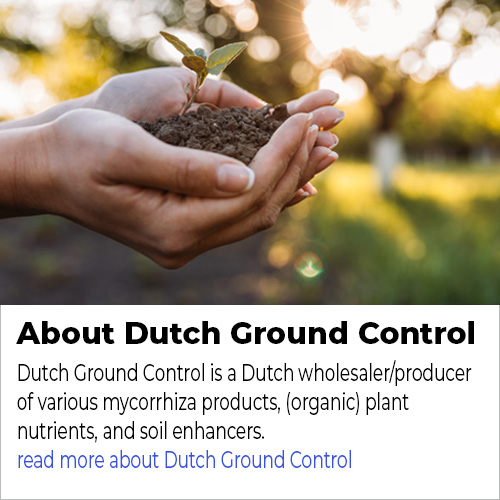 About Dutch Ground Control
Dutch Ground Control is a Dutch wholesaler/producer
of various mycorrhiza products, (organic) plant
nutrients, and soil enhancers.
read more about Dutch Ground Control